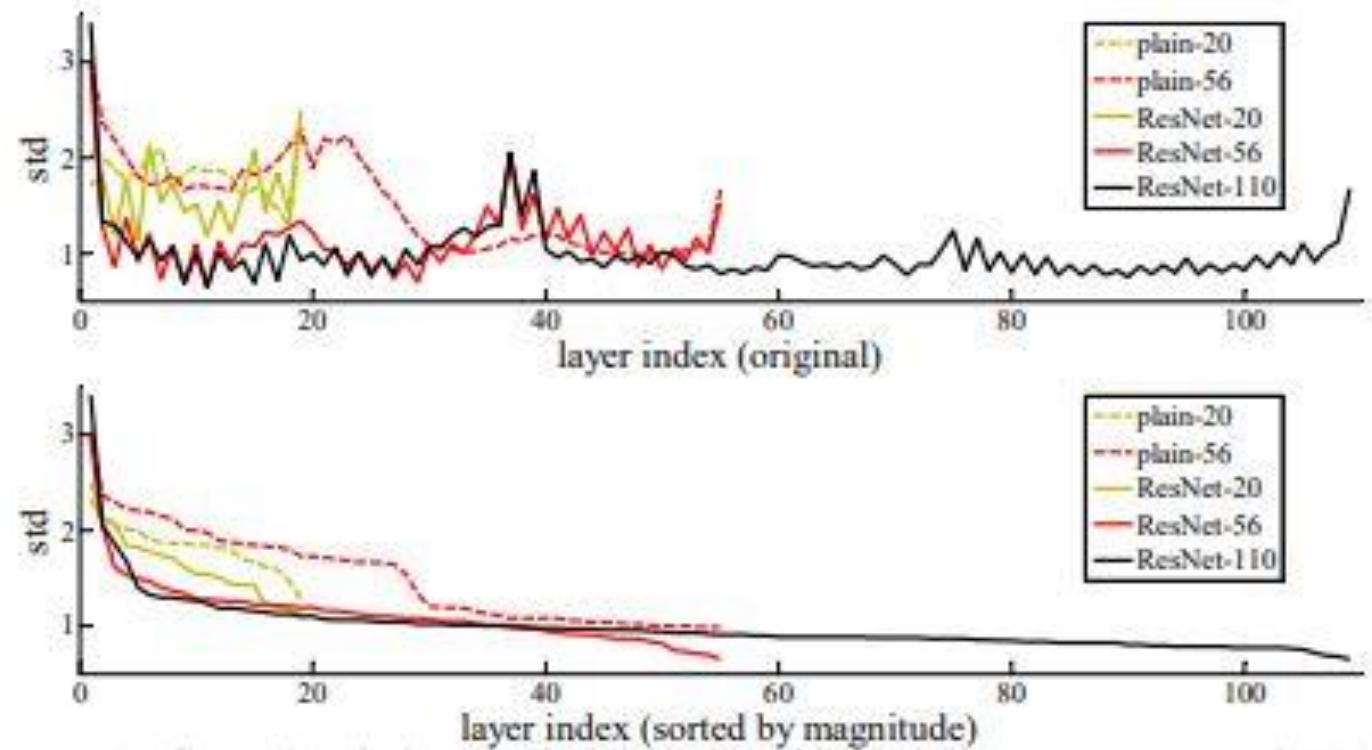 3
2
1
std
plain-20
plain-56
ResNet-20
ResNet-56
ResNet-110
0 20 40 60 80 100
layer index (original)
3
2
1
std
plain-20
plain-56
ResNet-20
ResNet-56
ResNet-110
0 20 40 60 80 100
layer index (sorted by magnitude)